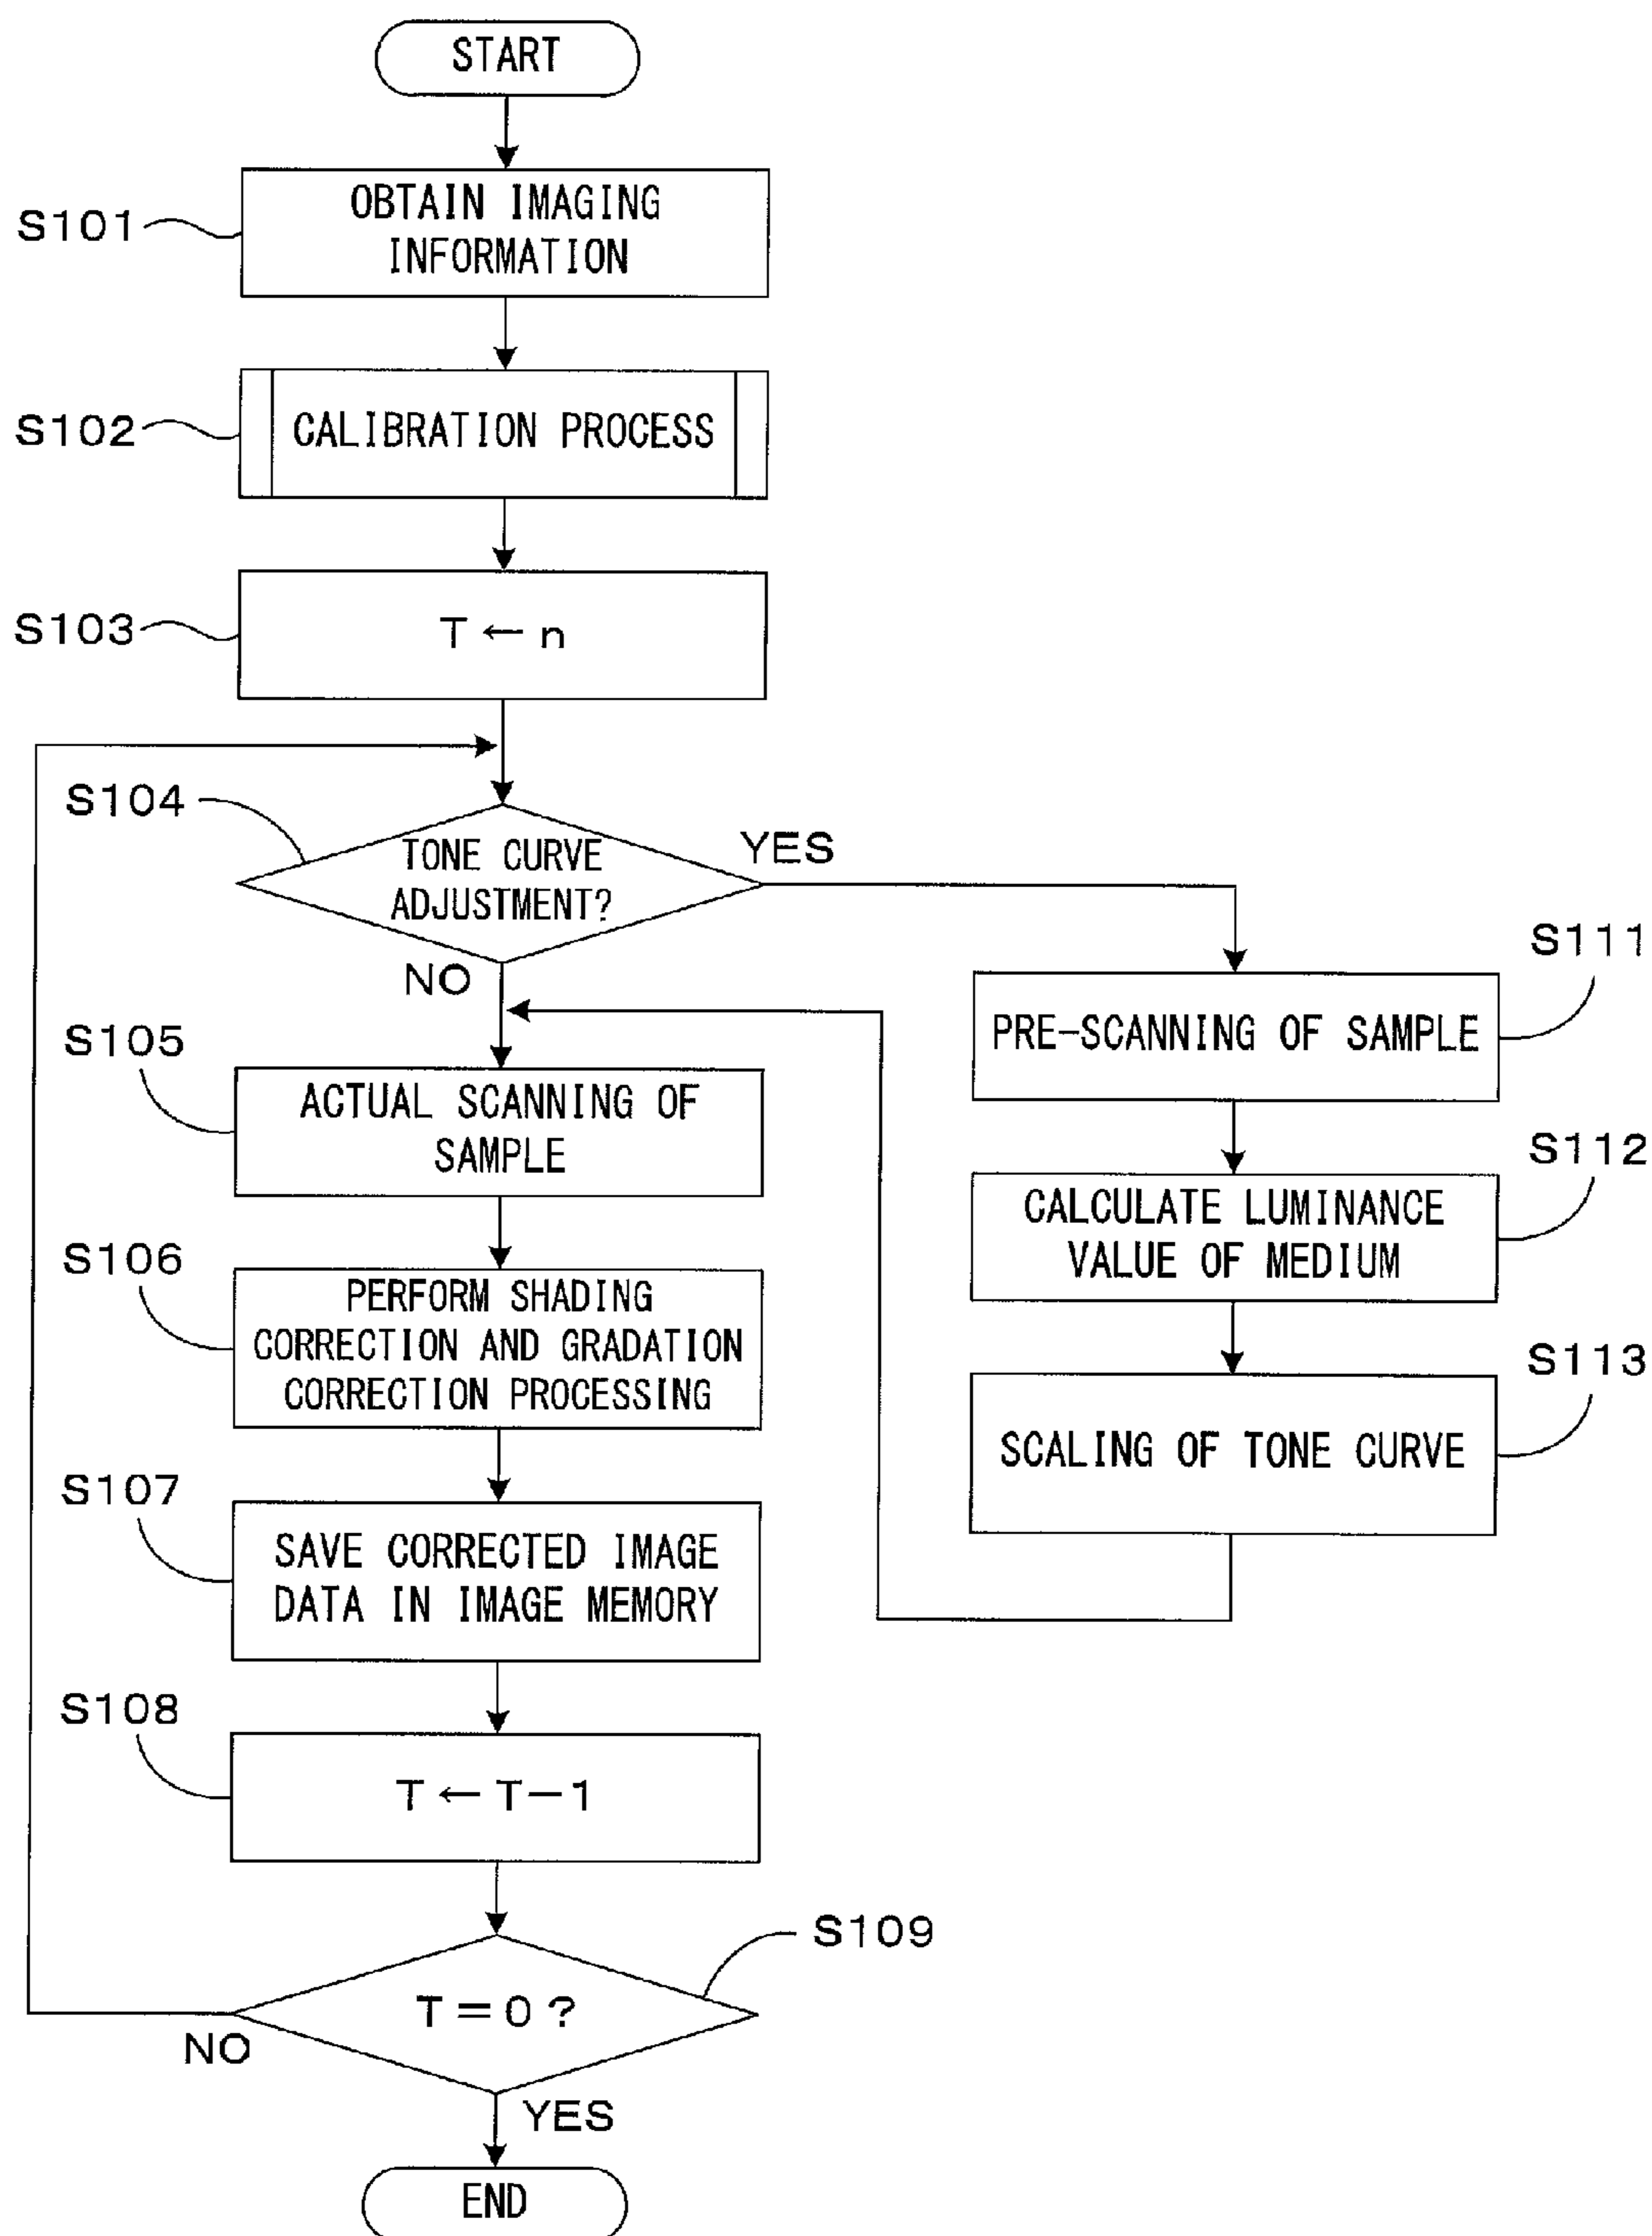 START
S101
OBTAIN IMAGING
INFORMATION
S102
CALIBRATION PROCESS
S103
T ← n
S104
TONE CURVE
ADJUSTMENT?
YES
NO
S111
PRE-SCANNING OF SAMPLE
S105
ACTUAL SCANNING OF
SAMPLE
S112
CALCULATE LUMINANCE
VALUE OF MEDIUM
S106
PERFORM SHADING
CORRECTION AND GRADATION
CORRECTION PROCESSING
S113
SCALING OF TONE CURVE
S107
SAVE CORRECTED IMAGE
DATA IN IMAGE MEMORY
S108
T ← T-1
S109
T=0?
NO
YES
END